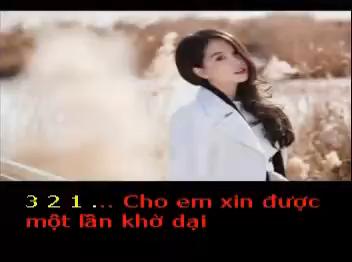 3 2 1 ... Cho em xin được
một lần khờ dại